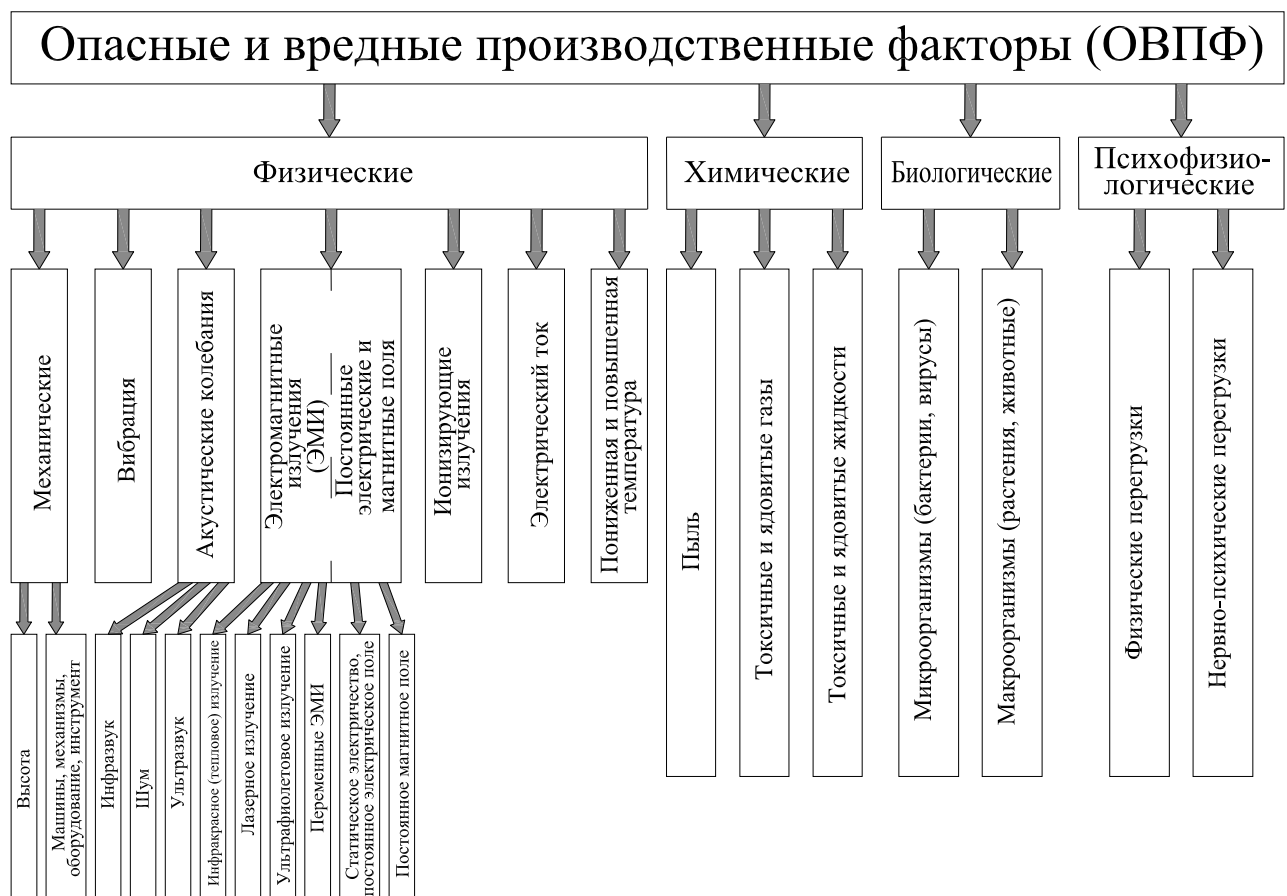 Опасные и вредные производственные факторы (ОВПФ)
Физические
Химические
Биологические
Психофизио-
логические
Механические
Вибрация
Акустические колебания
Электромагнитные
излучения
(ЭМИ)
Постоянные
электрические и
магнитные поля
Ионизирующие
излучения
Электрический ток
Пониженная и повышенная
температура
Пыль
Токсичные и ядовитые газы
Токсичные и ядовитые жидкости
Микроорганизмы (бактерии, вирусы)
Макроорганизмы (растения, животные)
Физические перегрузки
Нервно-психические перегрузки
Высота
Машины, механизмы,
оборудование, инструмент
Инфразвук
Шум
Ультразвук
Инфракрасное (тепловое) излучение
Лазерное излучение
Ультрафиолетовое излучение
Переменные ЭМИ
Статическое электричество,
постоянное электрическое поле
Постоянное магнитное поле